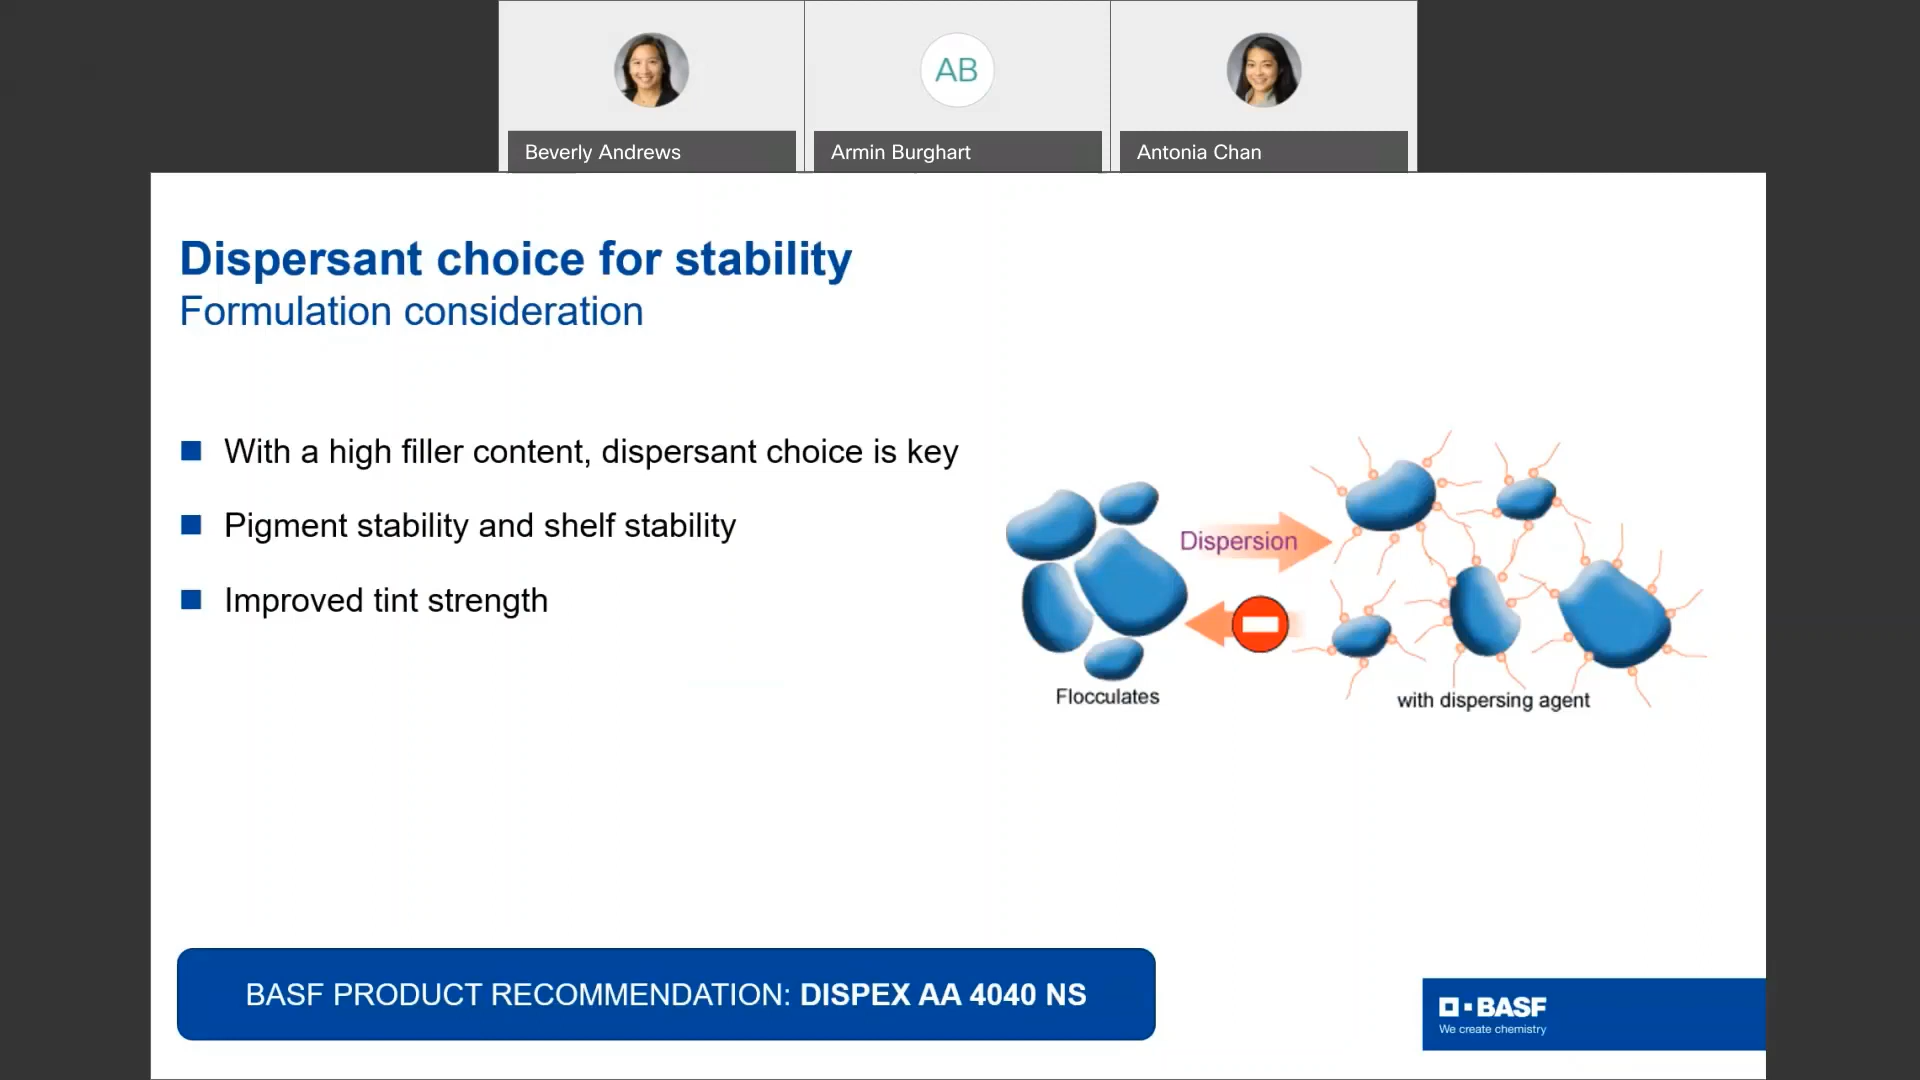 AB
Beverly Andrews
Armin Burghart
Antonia Chan
Dispersant choice for stability
Formulation consideration
With a high filler content, dispersant choice is key
Pigment stability and shelf stability
Improved tint strength
Dispersion
Flocculates
with dispersing agent
BASF PRODUCT RECOMMENDATION: DISPEX AA 4040 NS
BASF
We create chemistry